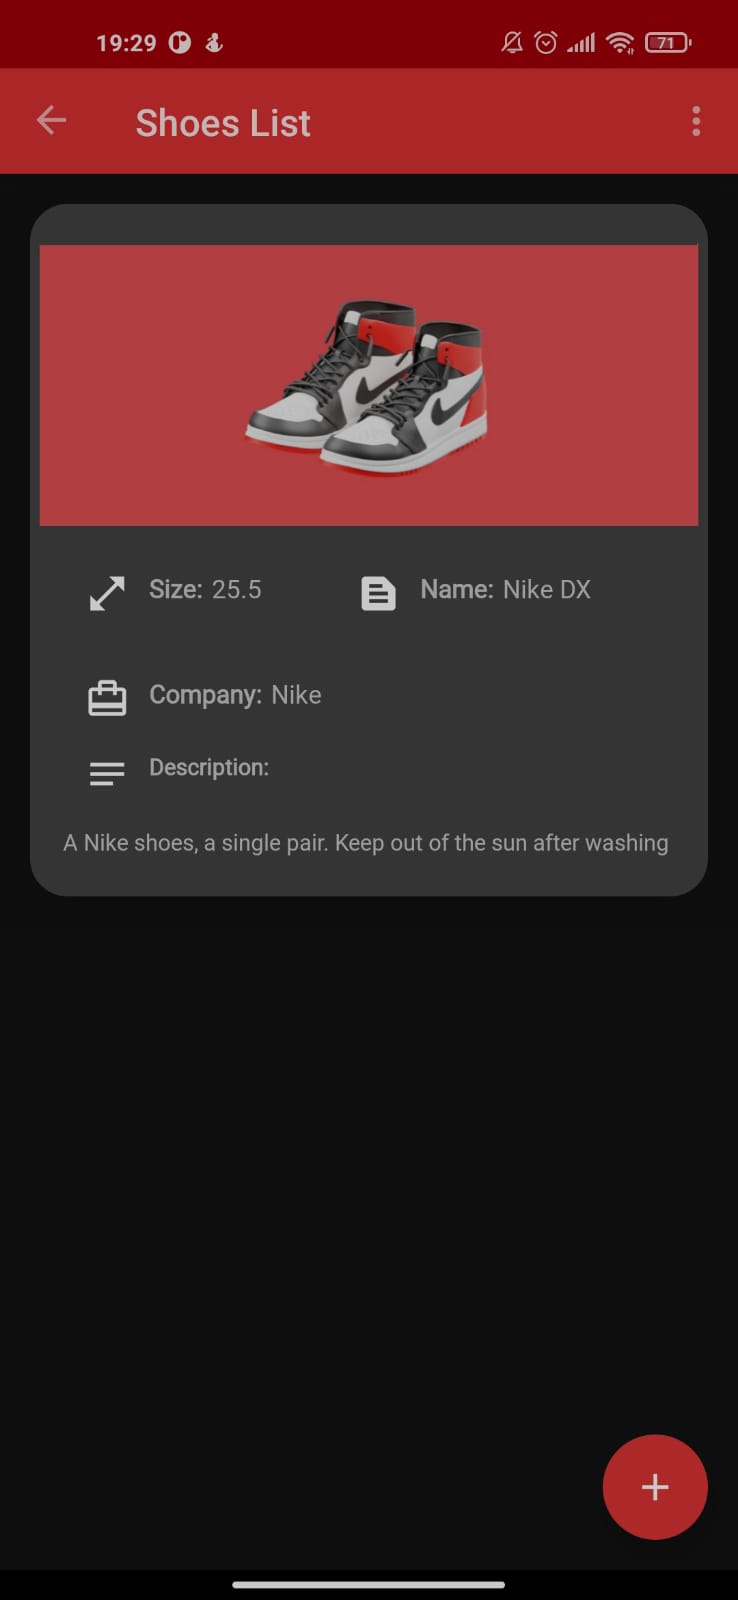 19:29
71
Shoes List
Size: 25.5
Name: Nike DX
Company: Nike
Description:
A Nike shoes, a single pair. Keep out of the sun after washing